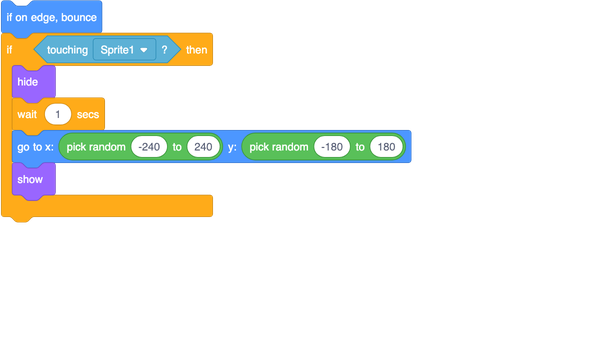 if on edge, bounce
if touching Sprite1 ? then
hide
wait 1 secs
go to x: pick random -240 to 240 y: pick random -180 to 180
show